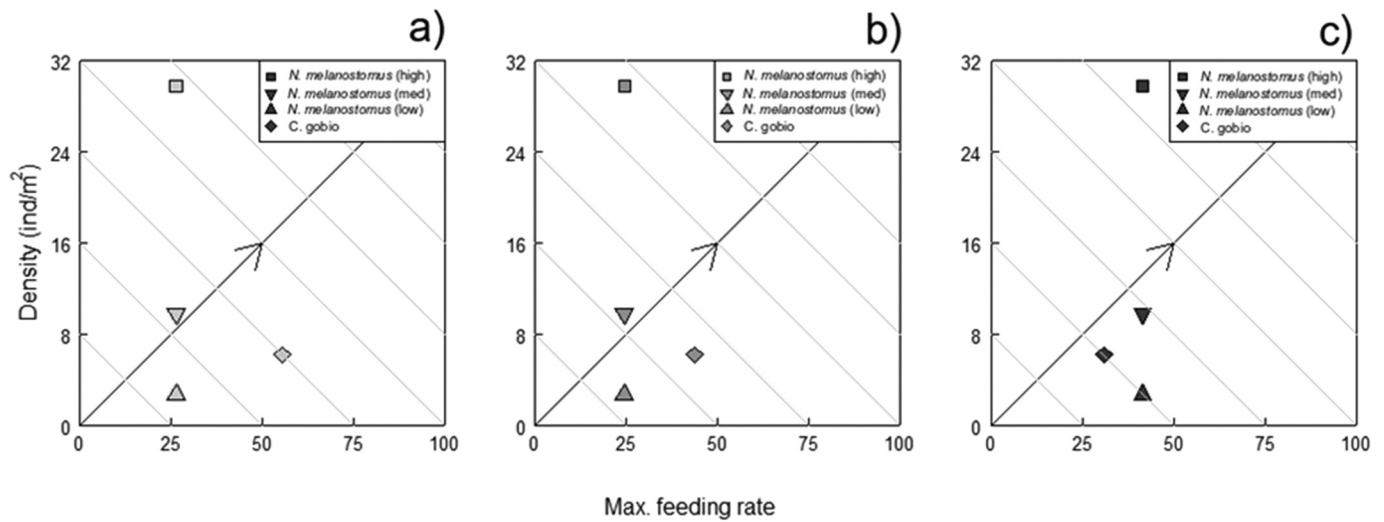 a)
32
24
16
8
0
0 25 50 75 100
N. melanostomus (high)
N. melanostomus (med)
N. melanostomus (low)
C. gobio
Density (ind/m²)
b)
32
24
16
8
0
0 25 50 75 100
N. melanostomus (high)
N. melanostomus (med)
N. melanostomus (low)
C. gobio
c)
32
24
16
8
0
0 25 50 75 100
N. melanostomus (high)
N. melanostomus (med)
N. melanostomus (low)
C. gobio
Max. feeding rate